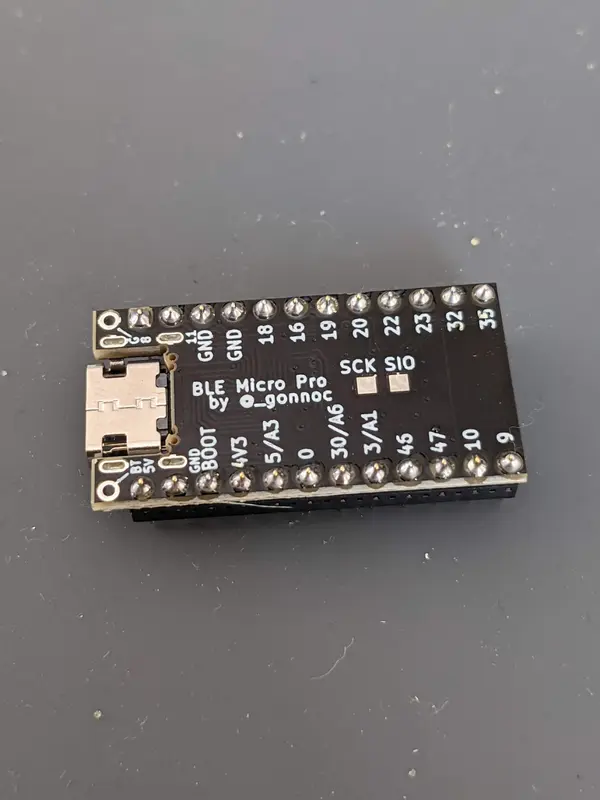 8
11
GND
GND
18
16
19
20
22
23
32
35
SCK SIO
BLE Micro Pro
by @_gonnoc
BT
5V
GND
BOOT
4V3
5/A3
0
30/A6
3/A1
46
47
10
9